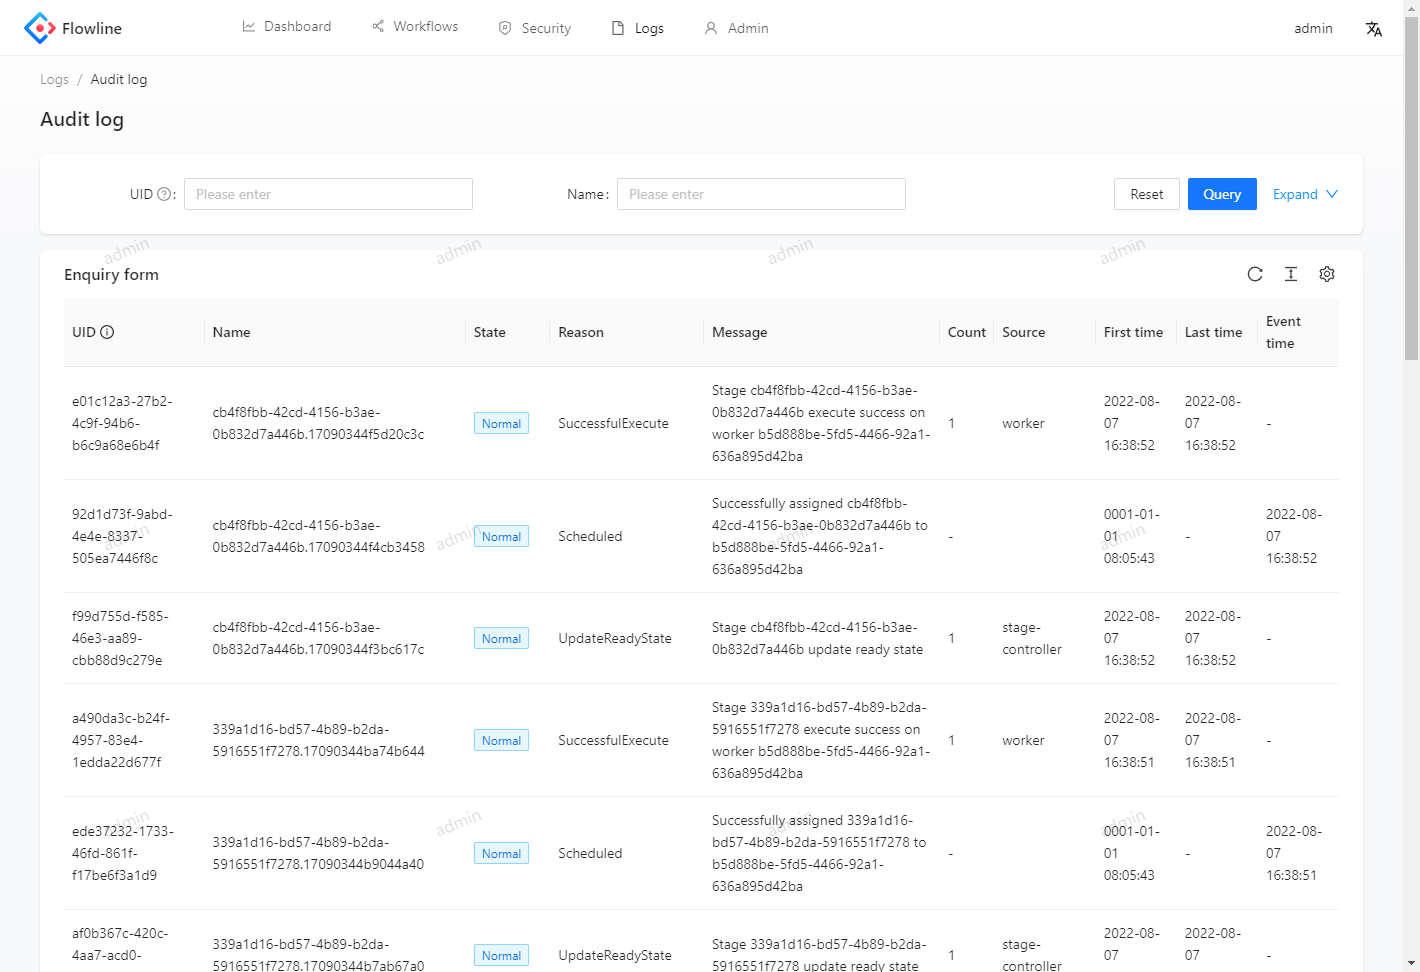 Flowline
Dashboard
Workflows
Security
Logs
Admin
admin
Logs / Audit log
Audit log
UID : Please enter
Name : Please enter
Reset
Query
Expand
admin admin admin admin
Enquiry form
UID Name State Reason Message Count Source First time Last time Event
time
e01c12a3-27b2-
4c9f-94b6-
b6c9a68e6b4f
cb4f8fbb-42cd-4156-b3ae-
0b832d7a446b.17090344f5d20c3c
Normal
SuccessfulExecute
Stage cb4f8fbb-42cd-4156-b3ae-
0b832d7a446b execute success on
worker b5d888be-5fd5-4466-92a1-
636a895d42ba
1
worker
2022-08-
07
16:38:52
2022-08-
07
16:38:52
-
92d1d73f-9abd-
4e4e-8337-
505ea7446f8c
cb4f8fbb-42cd-4156-b3ae-
0b832d7a446b.17090344f4cb3458
Normal
Scheduled
Successfully assigned cb4f8fbb-
42cd-4156-b3ae-0b832d7a446b to
b5d888be-5fd5-4466-92a1-
636a895d42ba
-
0001-01-
01
08:05:43
-
2022-08-
07
16:38:52
admin admin admin admin
f99d755d-f585-
46e3-aa89-
cbb88d9c279e
cb4f8fbb-42cd-4156-b3ae-
0b832d7a446b.17090344f3bc617c
Normal
UpdateReadyState
Stage cb4f8fbb-42cd-4156-b3ae-
0b832d7a446b update ready state
1
stage-
controller
2022-08-
07
16:38:52
2022-08-
07
16:38:52
-
a490da3c-b24f-
4957-83e4-
1edda22d677f
339a1d16-bd57-4b89-b2da-
5916551f7278.17090344ba74b644
Normal
SuccessfulExecute
Stage 339a1d16-bd57-4b89-b2da-
5916551f7278 execute success on
worker b5d888be-5fd5-4466-92a1-
636a895d42ba
1
worker
2022-08-
07
16:38:51
2022-08-
07
16:38:51
-
ede37232-1733-
46fd-861f-
f17be6f3a1d9
339a1d16-bd57-4b89-b2da-
5916551f7278.17090344b9044a40
Normal
Scheduled
Successfully assigned 339a1d16-
bd57-4b89-b2da-5916551f7278 to
b5d888be-5fd5-4466-92a1-
636a895d42ba
-
0001-01-
01
08:05:43
-
2022-08-
07
16:38:51
admin admin admin admin
af0b367c-420c-
4aa7-acd0-
339a1d16-bd57-4b89-b2da-
5916551f7278.17090344b7ab67a0
Normal
UpdateReadyState
Stage 339a1d16-bd57-4b89-b2da-
5916551f7278 update ready state
1
stage-
controller
2022-08-
07
2022-08-
07
-